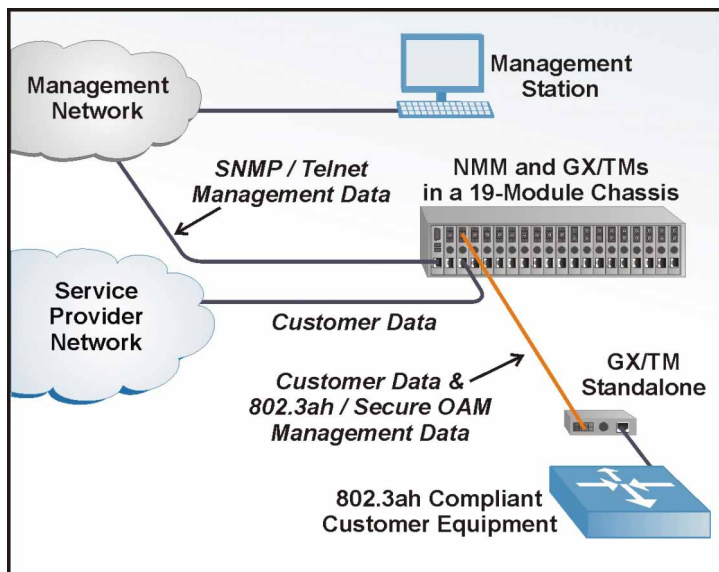 Management
Network
Management
Station
SNMP / Telnet
Management Data
NMM and GX/TMs
in a 19-Module Chassis
Service
Provider
Network
Customer Data
Customer Data &
802.3ah / Secure OAM
Management Data
GX/TM
Standalone
802.3ah Compliant
Customer Equipment